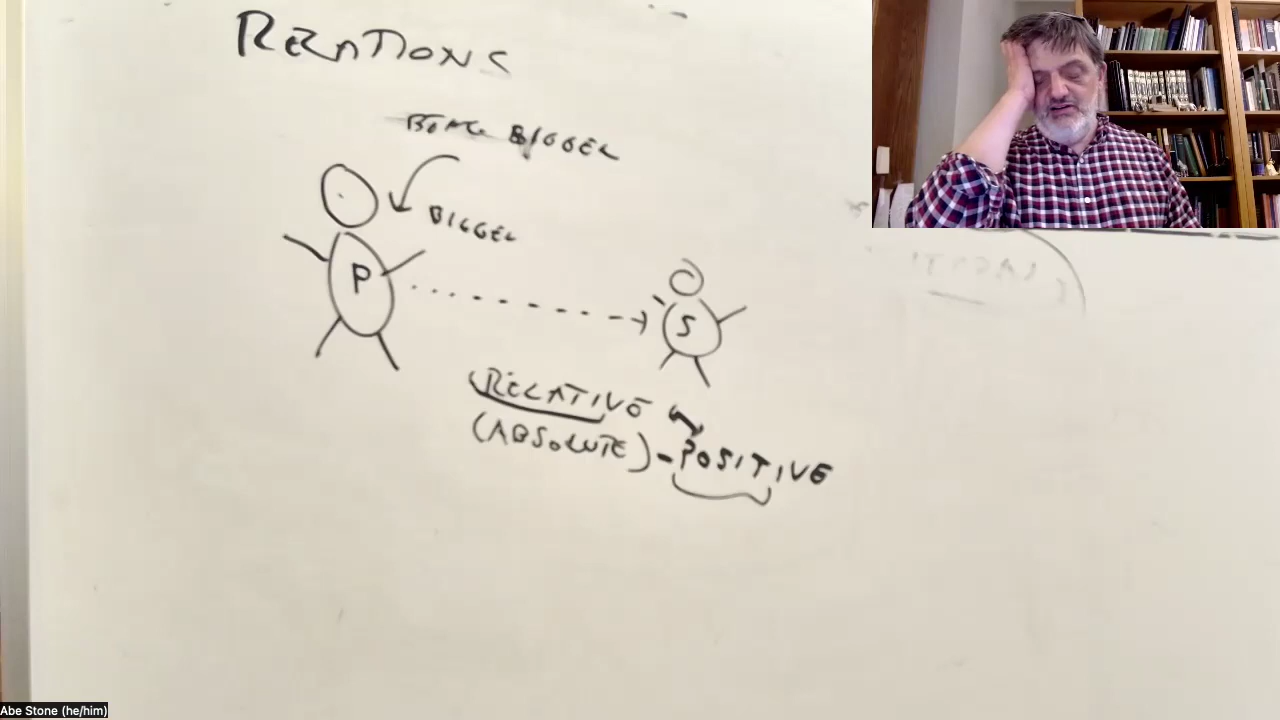 RELATIONS
BEING BIGGER
BIGGER
P
S
RELATIVE
(ABSOLUTE) - POSITIVE
Abe Stone (he/him)